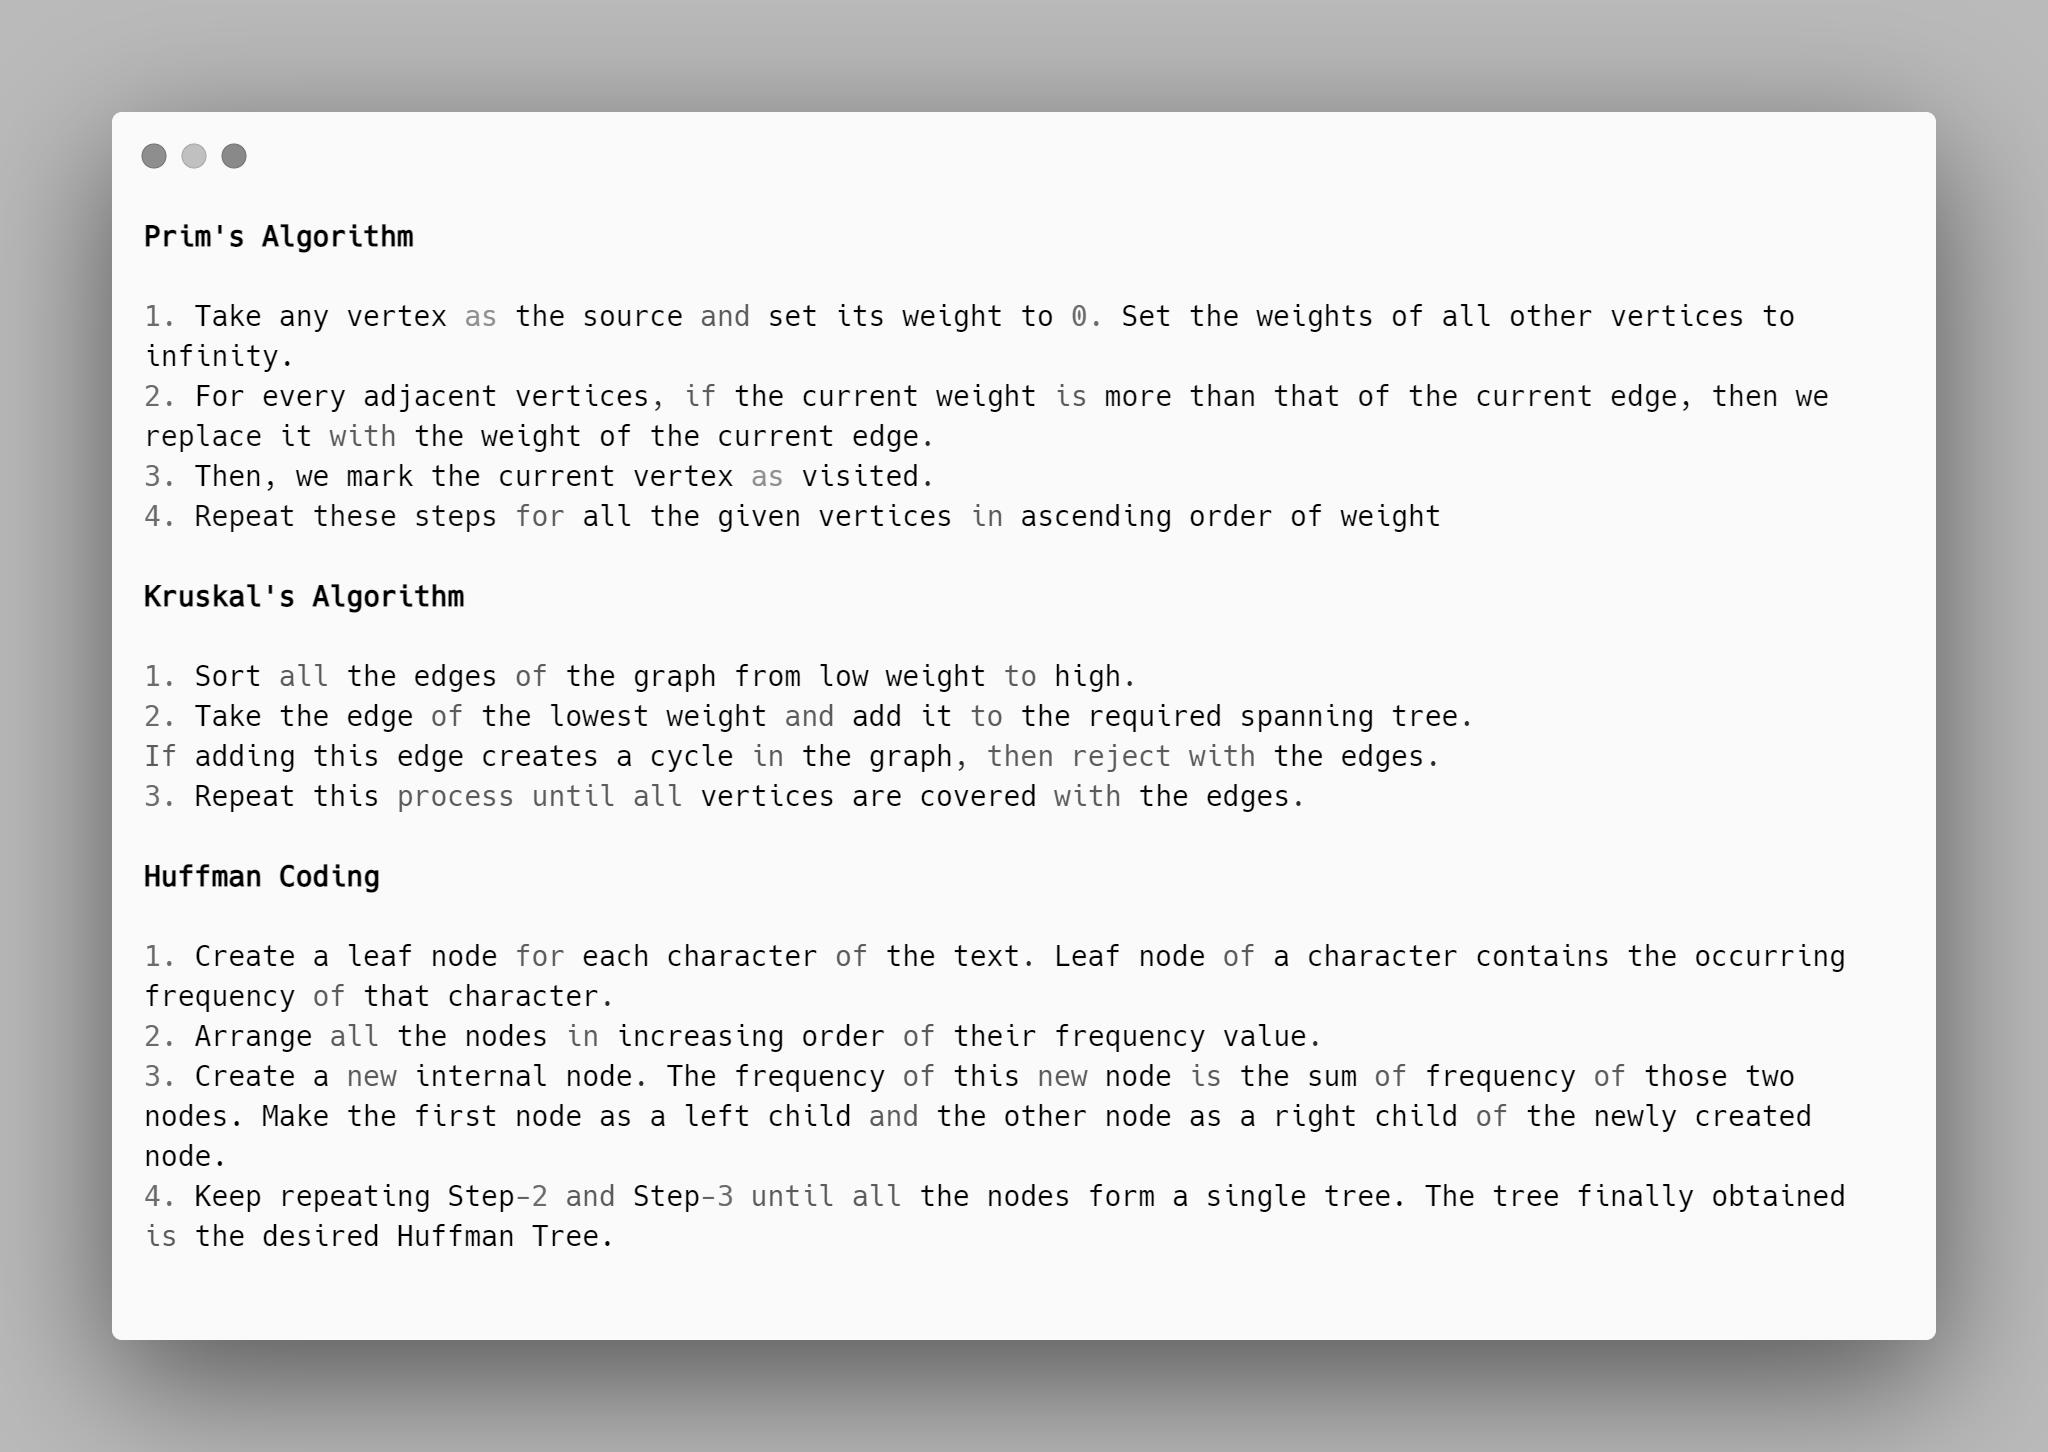 Prim's Algorithm
1. Take any vertex as the source and set its weight to 0. Set the weights of all other vertices to
infinity.
2. For every adjacent vertices, if the current weight is more than that of the current edge, then we
replace it with the weight of the current edge.
3. Then, we mark the current vertex as visited.
4. Repeat these steps for all the given vertices in ascending order of weight
Kruskal's Algorithm
1. Sort all the edges of the graph from low weight to high.
2. Take the edge of the lowest weight and add it to the required spanning tree.
If adding this edge creates a cycle in the graph, then reject with the edges.
3. Repeat this process until all vertices are covered with the edges.
Huffman Coding
1. Create a leaf node for each character of the text. Leaf node of a character contains the occurring
frequency of that character.
2. Arrange all the nodes in increasing order of their frequency value.
3. Create a new internal node. The frequency of this new node is the sum of frequency of those two
nodes. Make the first node as a left child and the other node as a right child of the newly created
node.
4. Keep repeating Step-2 and Step-3 until all the nodes form a single tree. The tree finally obtained
is the desired Huffman Tree.